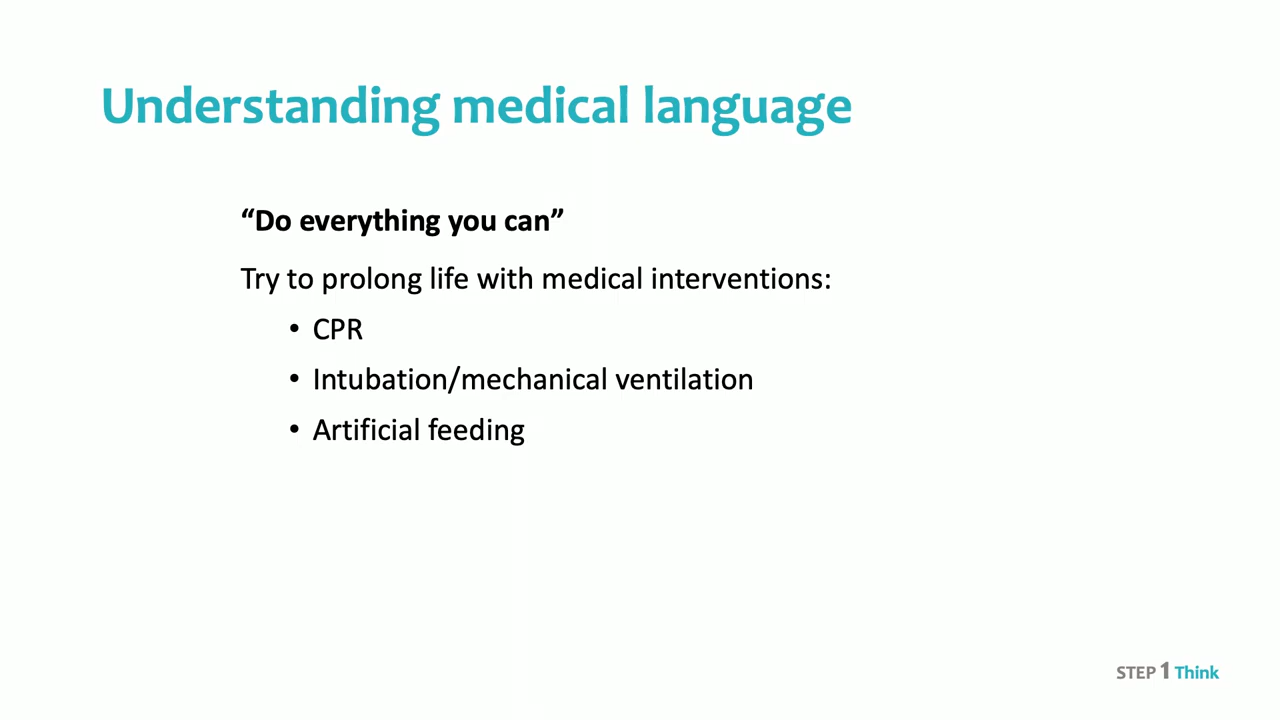 Understanding medical language
“Do everything you can”
Try to prolong life with medical interventions:
• CPR
• Intubation/mechanical ventilation
• Artificial feeding
STEP 1 Think